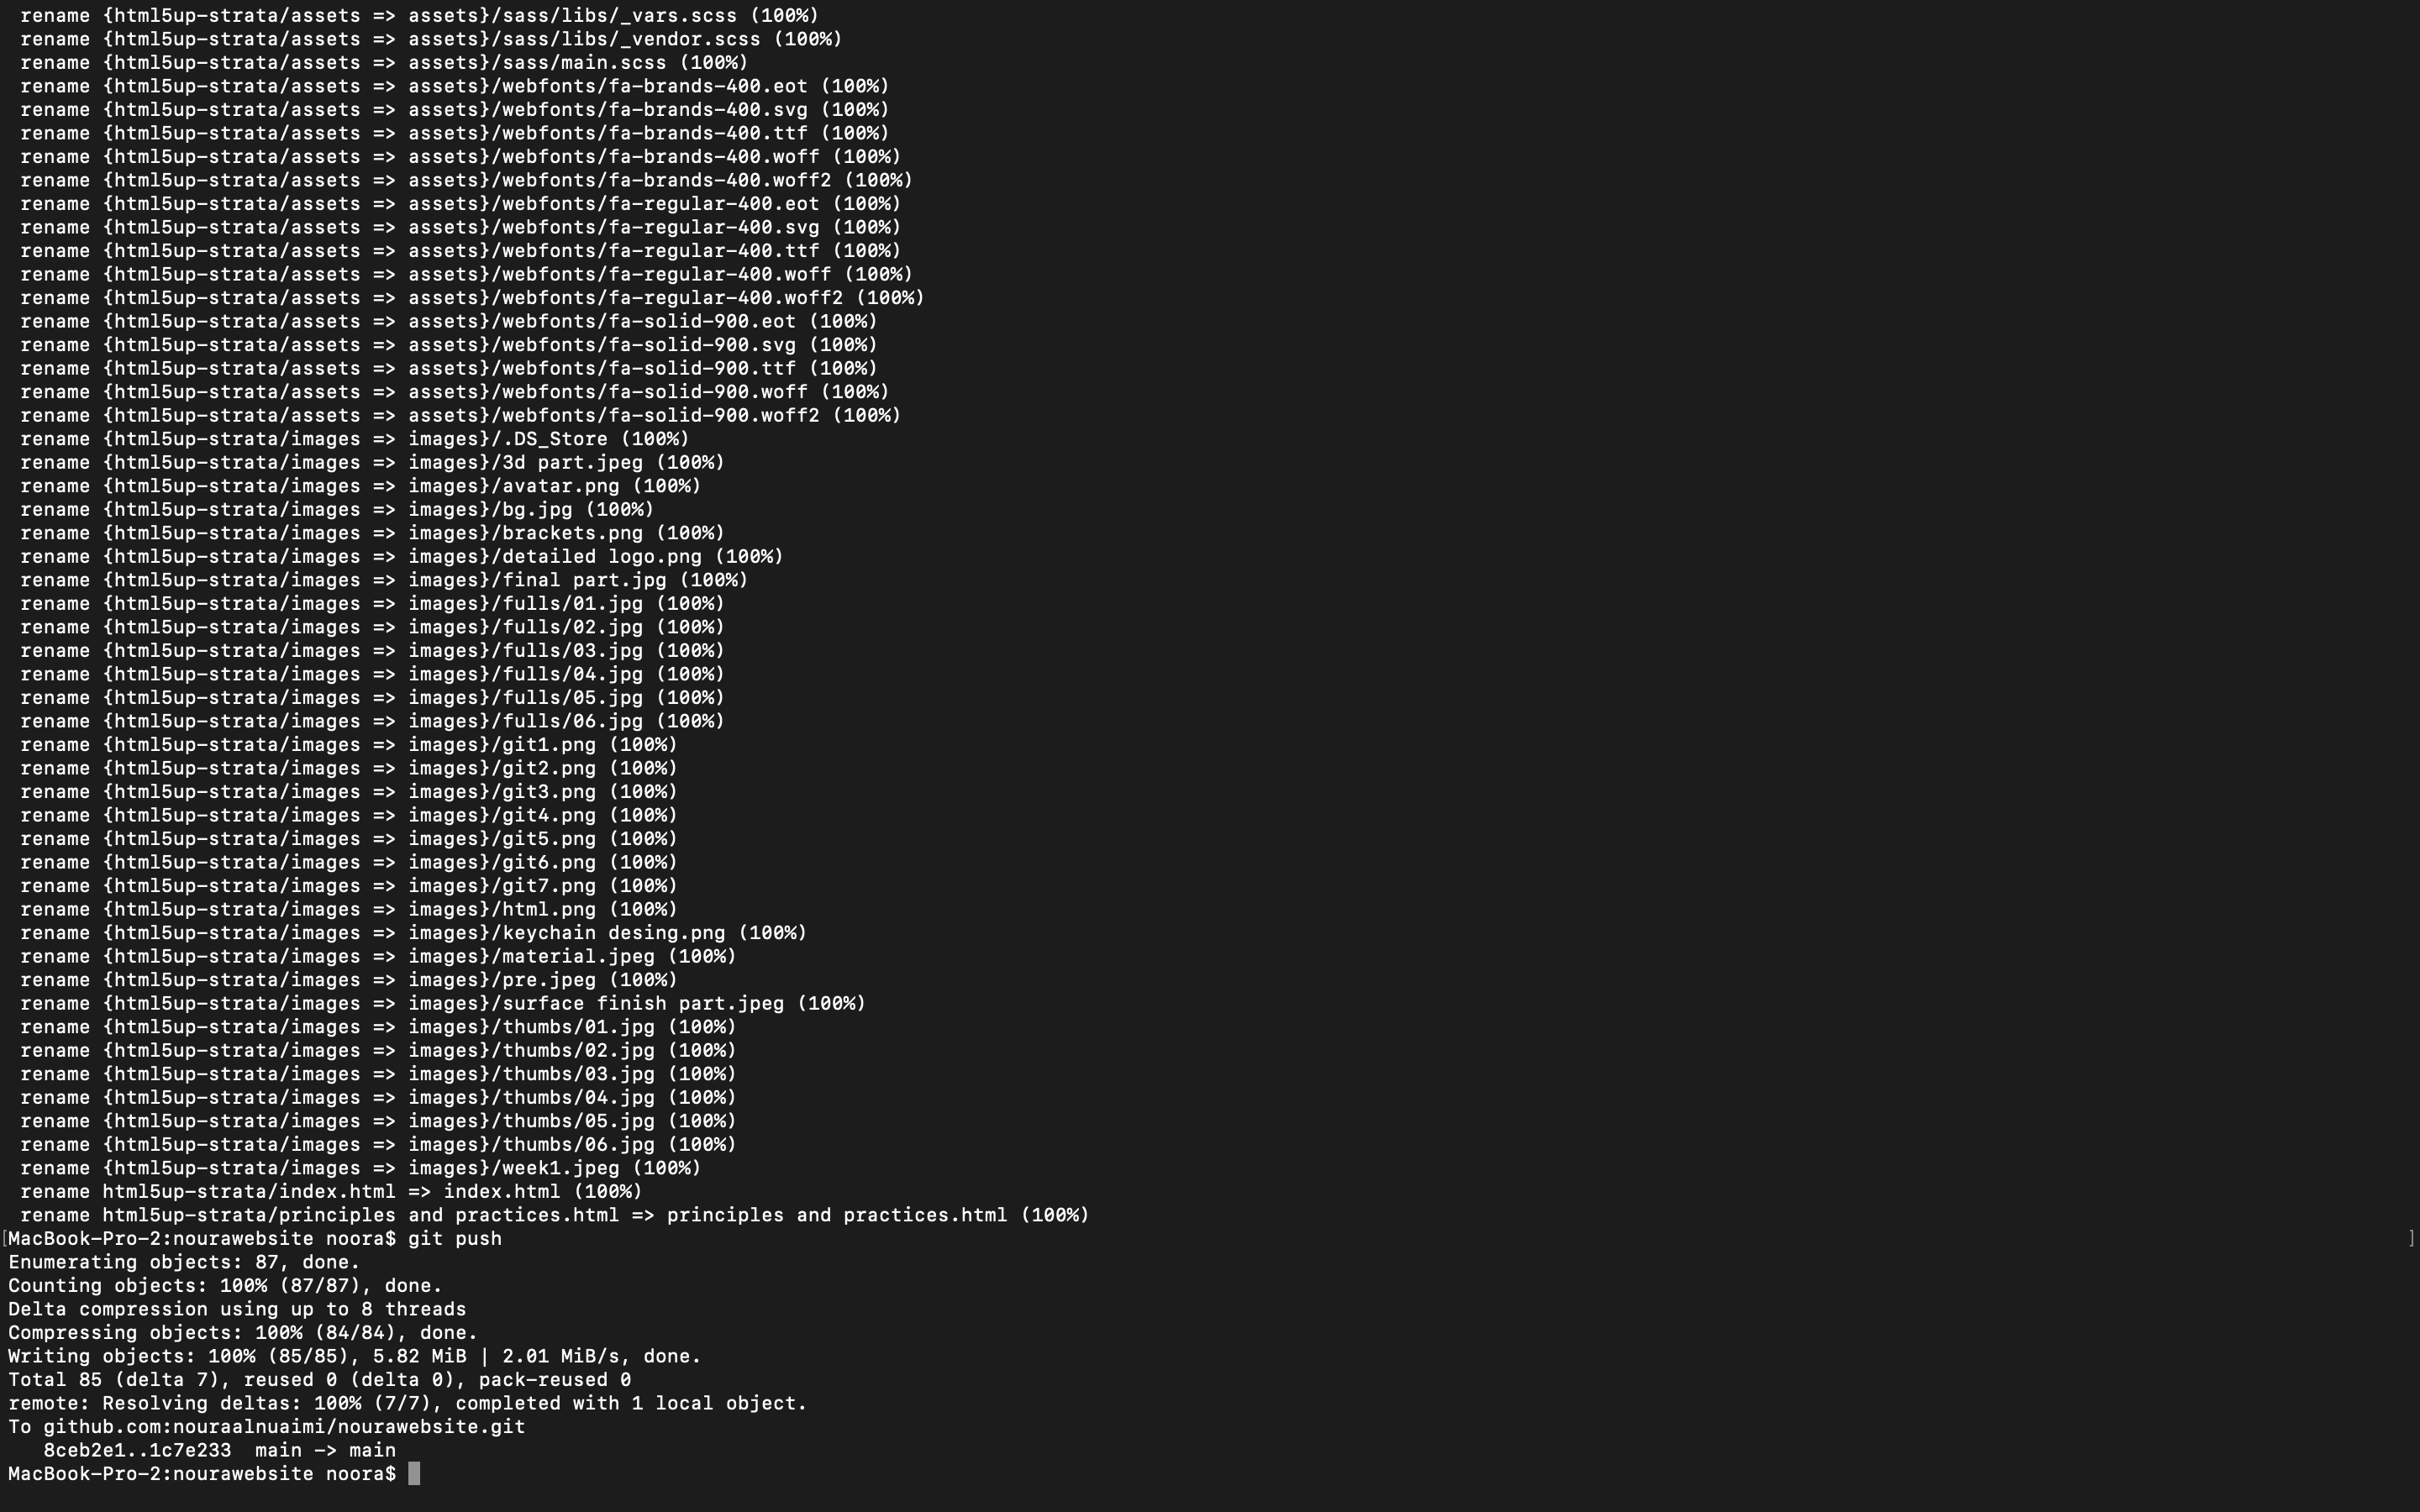 rename {html5up-strata/assets => assets}/sass/libs/_vars.scss (100%)
rename {html5up-strata/assets => assets}/sass/libs/_vendor.scss (100%)
rename {html5up-strata/assets => assets}/sass/main.scss (100%)
rename {html5up-strata/assets => assets}/webfonts/fa-brands-400.eot (100%)
rename {html5up-strata/assets => assets}/webfonts/fa-brands-400.svg (100%)
rename {html5up-strata/assets => assets}/webfonts/fa-brands-400.ttf (100%)
rename {html5up-strata/assets => assets}/webfonts/fa-brands-400.woff (100%)
rename {html5up-strata/assets => assets}/webfonts/fa-brands-400.woff2 (100%)
rename {html5up-strata/assets => assets}/webfonts/fa-regular-400.eot (100%)
rename {html5up-strata/assets => assets}/webfonts/fa-regular-400.svg (100%)
rename {html5up-strata/assets => assets}/webfonts/fa-regular-400.ttf (100%)
rename {html5up-strata/assets => assets}/webfonts/fa-regular-400.woff (100%)
rename {html5up-strata/assets => assets}/webfonts/fa-regular-400.woff2 (100%)
rename {html5up-strata/assets => assets}/webfonts/fa-solid-900.eot (100%)
rename {html5up-strata/assets => assets}/webfonts/fa-solid-900.svg (100%)
rename {html5up-strata/assets => assets}/webfonts/fa-solid-900.ttf (100%)
rename {html5up-strata/assets => assets}/webfonts/fa-solid-900.woff (100%)
rename {html5up-strata/assets => assets}/webfonts/fa-solid-900.woff2 (100%)
rename {html5up-strata/images => images}/.DS_Store (100%)
rename {html5up-strata/images => images}/3d part.jpeg (100%)
rename {html5up-strata/images => images}/avatar.png (100%)
rename {html5up-strata/images => images}/bg.jpg (100%)
rename {html5up-strata/images => images}/brackets.png (100%)
rename {html5up-strata/images => images}/detailed logo.png (100%)
rename {html5up-strata/images => images}/final part.jpg (100%)
rename {html5up-strata/images => images}/fulls/01.jpg (100%)
rename {html5up-strata/images => images}/fulls/02.jpg (100%)
rename {html5up-strata/images => images}/fulls/03.jpg (100%)
rename {html5up-strata/images => images}/fulls/04.jpg (100%)
rename {html5up-strata/images => images}/fulls/05.jpg (100%)
rename {html5up-strata/images => images}/fulls/06.jpg (100%)
rename {html5up-strata/images => images}/git1.png (100%)
rename {html5up-strata/images => images}/git2.png (100%)
rename {html5up-strata/images => images}/git3.png (100%)
rename {html5up-strata/images => images}/git4.png (100%)
rename {html5up-strata/images => images}/git5.png (100%)
rename {html5up-strata/images => images}/git6.png (100%)
rename {html5up-strata/images => images}/git7.png (100%)
rename {html5up-strata/images => images}/html.png (100%)
rename {html5up-strata/images => images}/keychain desing.png (100%)
rename {html5up-strata/images => images}/material.jpeg (100%)
rename {html5up-strata/images => images}/pre.jpeg (100%)
rename {html5up-strata/images => images}/surface finish part.jpeg (100%)
rename {html5up-strata/images => images}/thumbs/01.jpg (100%)
rename {html5up-strata/images => images}/thumbs/02.jpg (100%)
rename {html5up-strata/images => images}/thumbs/03.jpg (100%)
rename {html5up-strata/images => images}/thumbs/04.jpg (100%)
rename {html5up-strata/images => images}/thumbs/05.jpg (100%)
rename {html5up-strata/images => images}/thumbs/06.jpg (100%)
rename {html5up-strata/images => images}/week1.jpeg (100%)
rename html5up-strata/index.html => index.html (100%)
rename html5up-strata/principles and practices.html => principles and practices.html (100%)
[MacBook-Pro-2:nourawebsite noora$ git push ]
Enumerating objects: 87, done.
Counting objects: 100% (87/87), done.
Delta compression using up to 8 threads
Compressing objects: 100% (84/84), done.
Writing objects: 100% (85/85), 5.82 MiB | 2.01 MiB/s, done.
Total 85 (delta 7), reused 0 (delta 0), pack-reused 0
remote: Resolving deltas: 100% (7/7), completed with 1 local object.
To github.com:nouraalnuaimi/nourawebsite.git
8ceb2e1..1c7e233  main -> main
MacBook-Pro-2:nourawebsite noora$